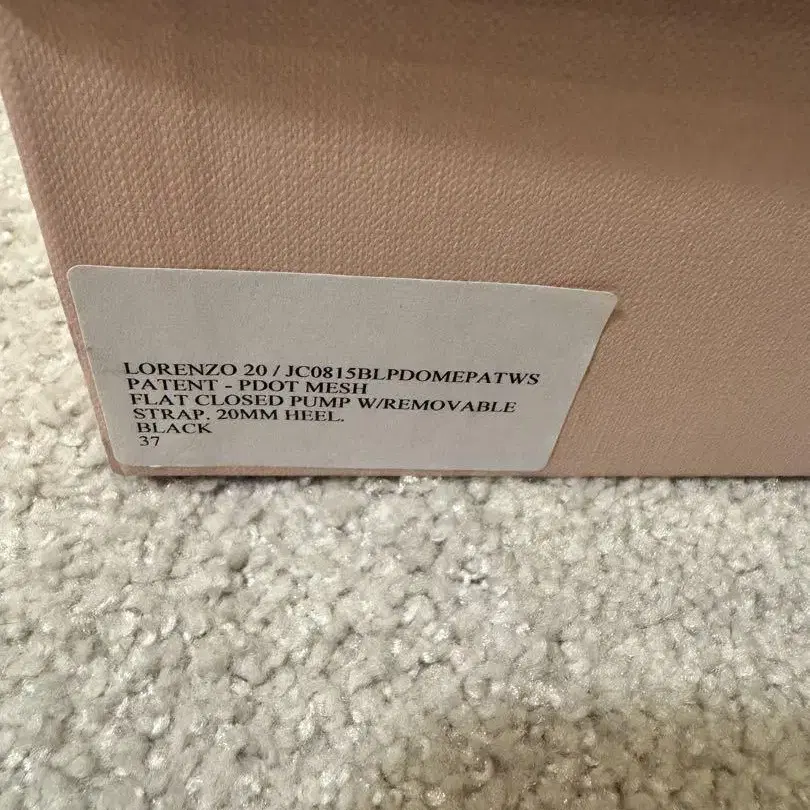 LORENZO 20 / JC0815BLPDOMEPATWS
PATENT - PDOT MESH
FLAT CLOSED PUMP W/REMOVABLE
STRAP. 20MM HEEL.
BLACK
37